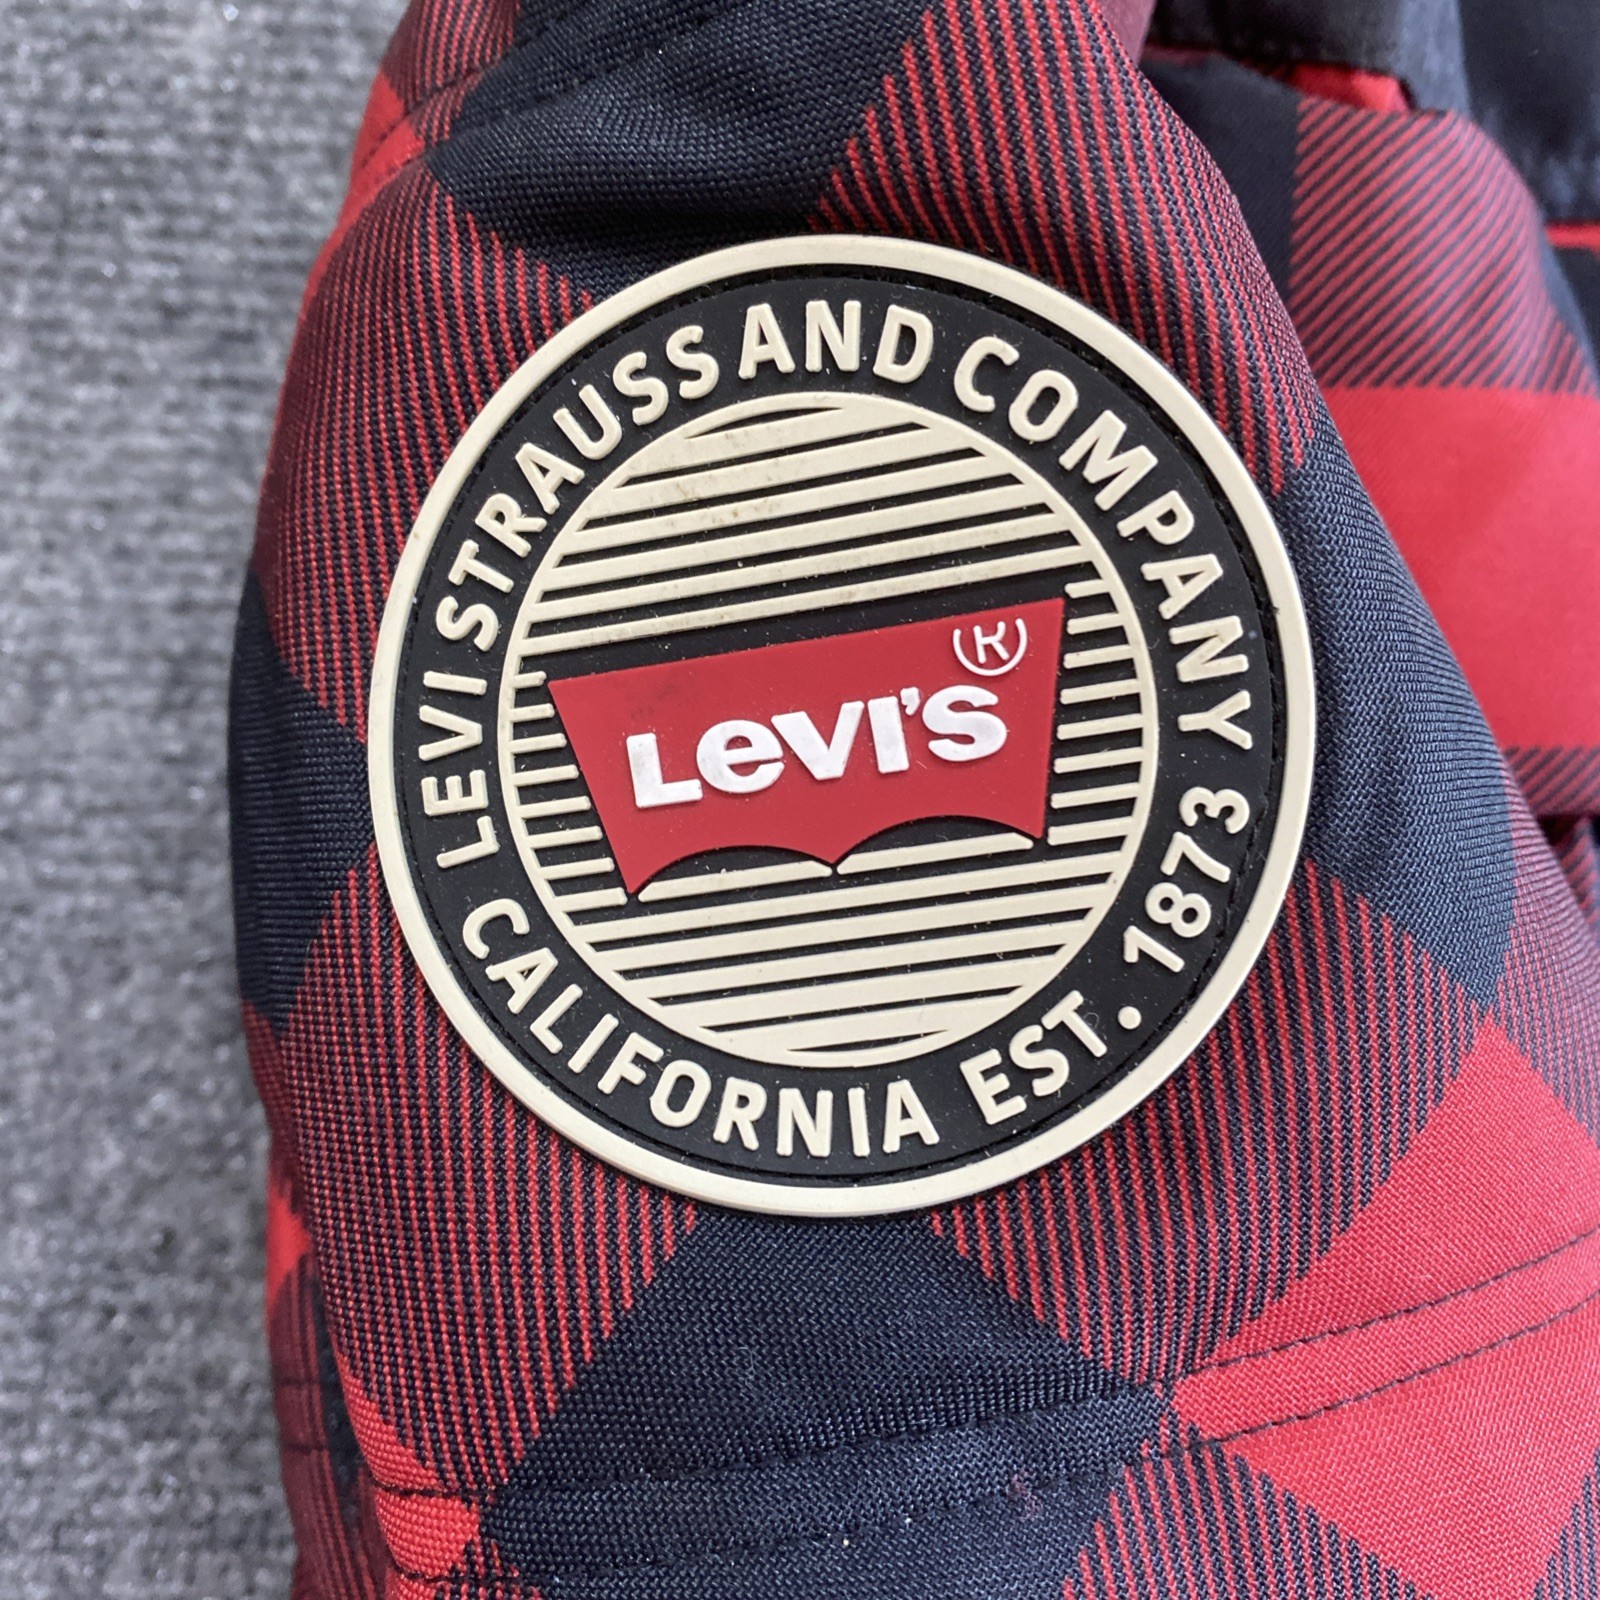 LEVI STRAUSS AND COMPANY
LEVI'S®
CALIFORNIA EST. 1873